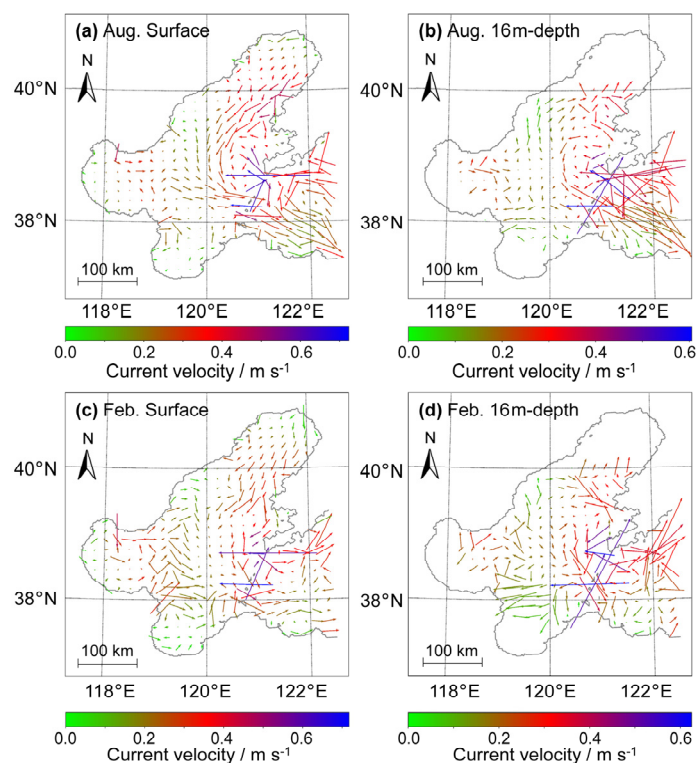 (a) Aug. Surface
(b) Aug. 16m-depth
N
N
40°N
40°N
38°N
38°N
100 km
100 km
118°E 120°E 122°E
118°E 120°E 122°E
0.0 0.2 0.4 0.6
0.0 0.2 0.4 0.6
Current velocity / m s⁻¹
Current velocity / m s⁻¹
(c) Feb. Surface
(d) Feb. 16m-depth
N
N
40°N
40°N
38°N
38°N
100 km
100 km
118°E 120°E 122°E
118°E 120°E 122°E
0.0 0.2 0.4 0.6
0.0 0.2 0.4 0.6
Current velocity / m s⁻¹
Current velocity / m s⁻¹